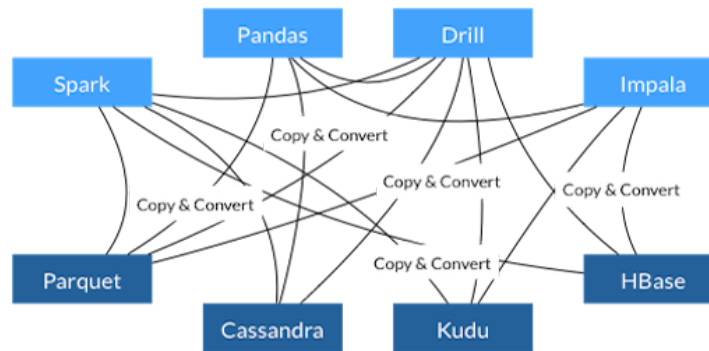 Pandas
Drill
Spark
Impala
Copy & Convert
Copy & Convert
Copy & Convert
Copy & Convert
Copy & Convert
Parquet
HBase
Cassandra
Kudu